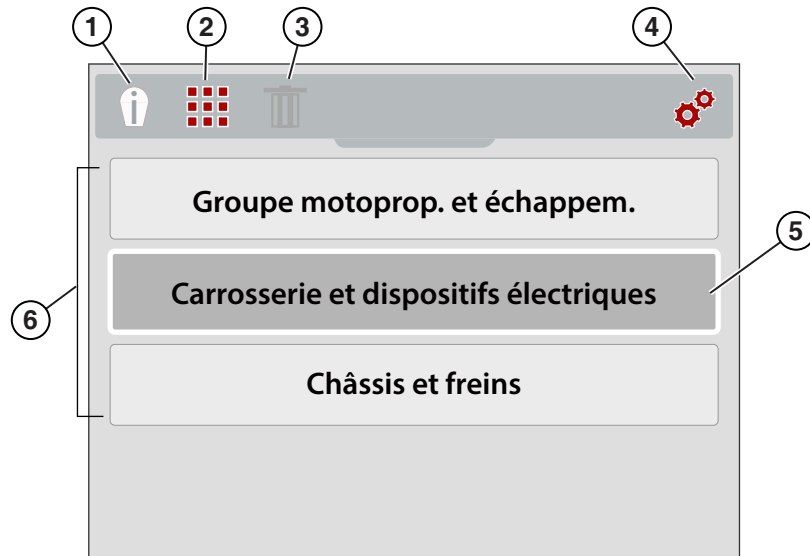 1 2 3 4
Groupe motoprop. et échappem.
5
Carrosserie et dispositifs électriques
6
Châssis et freins